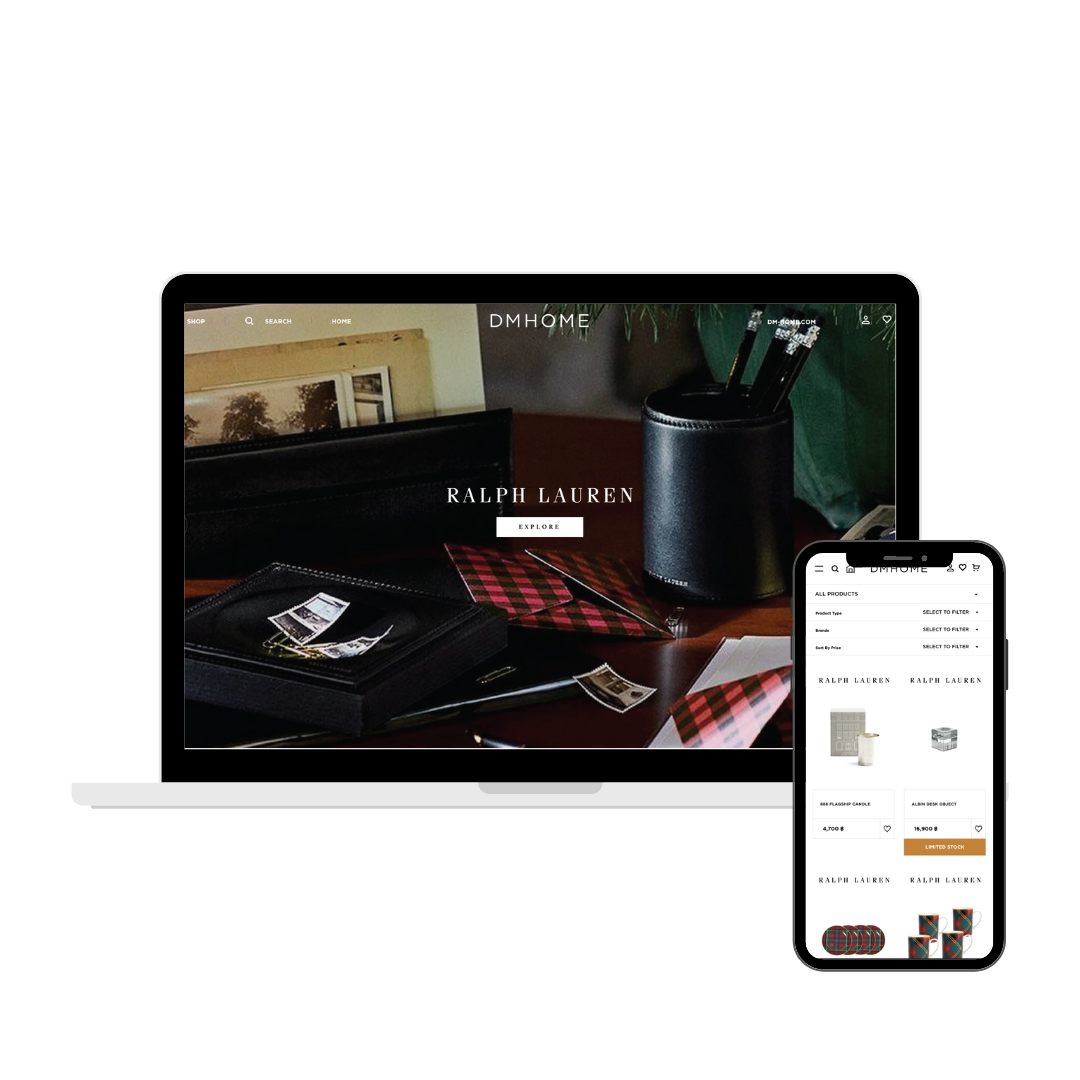 SHOP
SEARCH
HOME
DMHOME
DM-HOME.COM
RALPH LAUREN
EXPLORE
RALPH LAUREN
DMHOME
ALL PRODUCTS
Product Type SELECT TO FILTER
Brands SELECT TO FILTER
Sort By Price SELECT TO FILTER
RALPH LAUREN RALPH LAUREN
888 FLAGSHIP CANDLE ALBIN DESK OBJECT
4,700 ฿ 16,900 ฿
LIMITED STOCK
RALPH LAUREN RALPH LAUREN